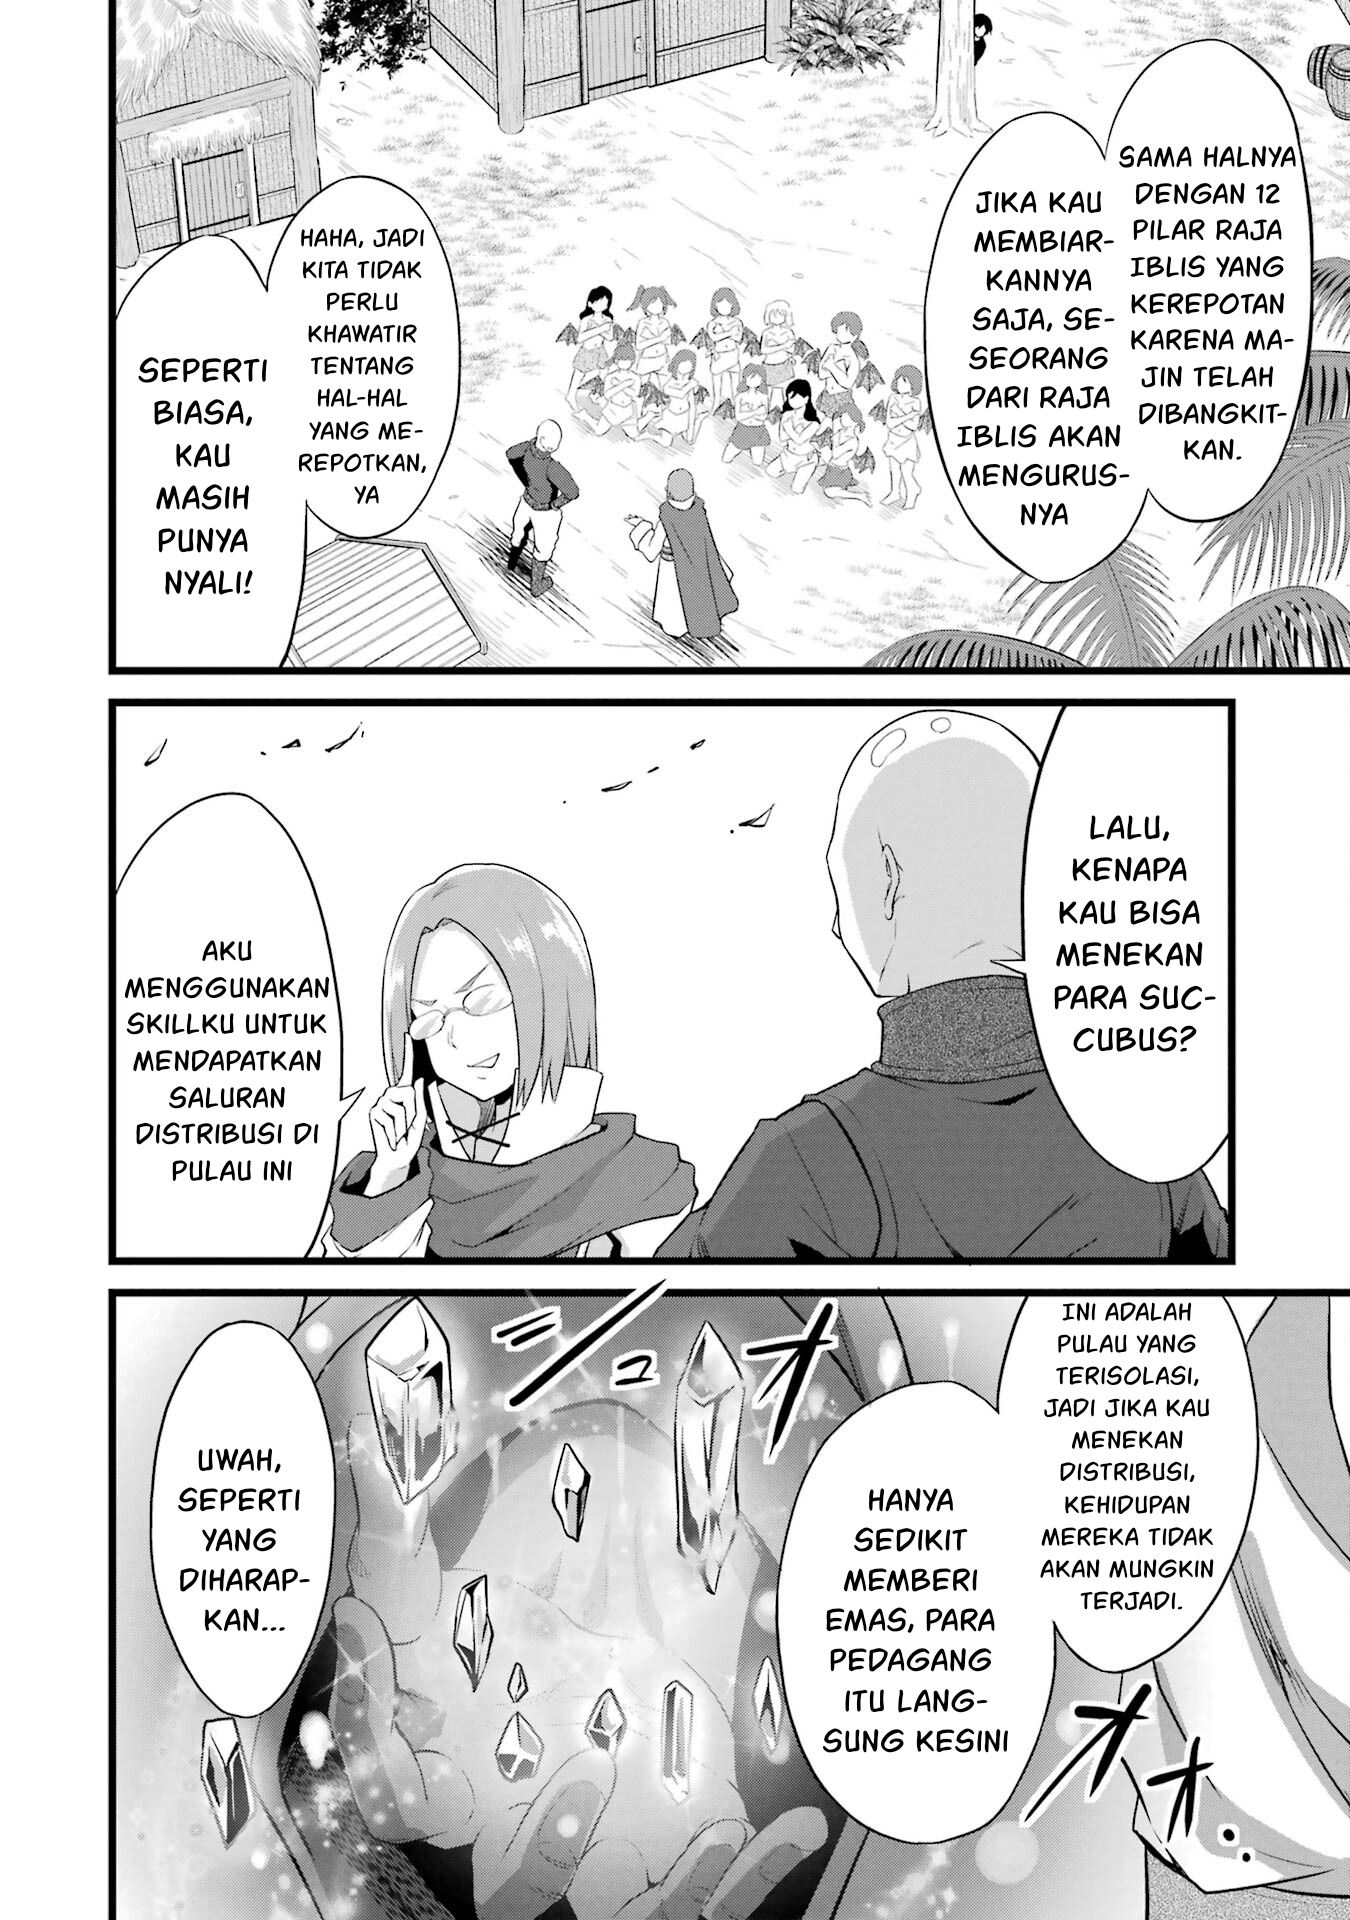 SAMA HALNYA
DENGAN 12
PILAR RAJA
IBLIS YANG
KEREPOTAN
KARENA MA-
JIN TELAH
DIBANGKIT-
KAN.
JIKA KAU
MEMBIAR-
KANNYA
SAJA, SE-
SEORANG
DARI RAJA
IBLIS AKAN
MENGURUS-
NYA
HAHA, JADI
KITA TIDAK
PERLU
KHAWATIR
TENTANG
HAL-HAL
YANG ME-
REPOTKAN,
YA
SEPERTI
BIASA,
KAU
MASIH
PUNYA
NYALI!
LALU,
KENAPA
KAU BISA
MENEKAN
PARA SUC-
CUBUS?
AKU
MENGGUNAKAN
SKILLKU UNTUK
MENDAPATKAN
SALURAN
DISTRIBUSI DI
PULAU INI
INI ADALAH
PULAU YANG
TERISOLASI,
JADI JIKA KAU
MENEKAN
DISTRIBUSI,
KEHIDUPAN
MEREKA TIDAK
AKAN MUNGKIN
TERJADI.
HANYA
SEDIKIT
MEMBERI
EMAS, PARA
PEDAGANG
ITU LANG-
SUNG KESINI
UWAH,
SEPERTI
YANG
DIHARAP-
KAN...
ニコォ
オオ